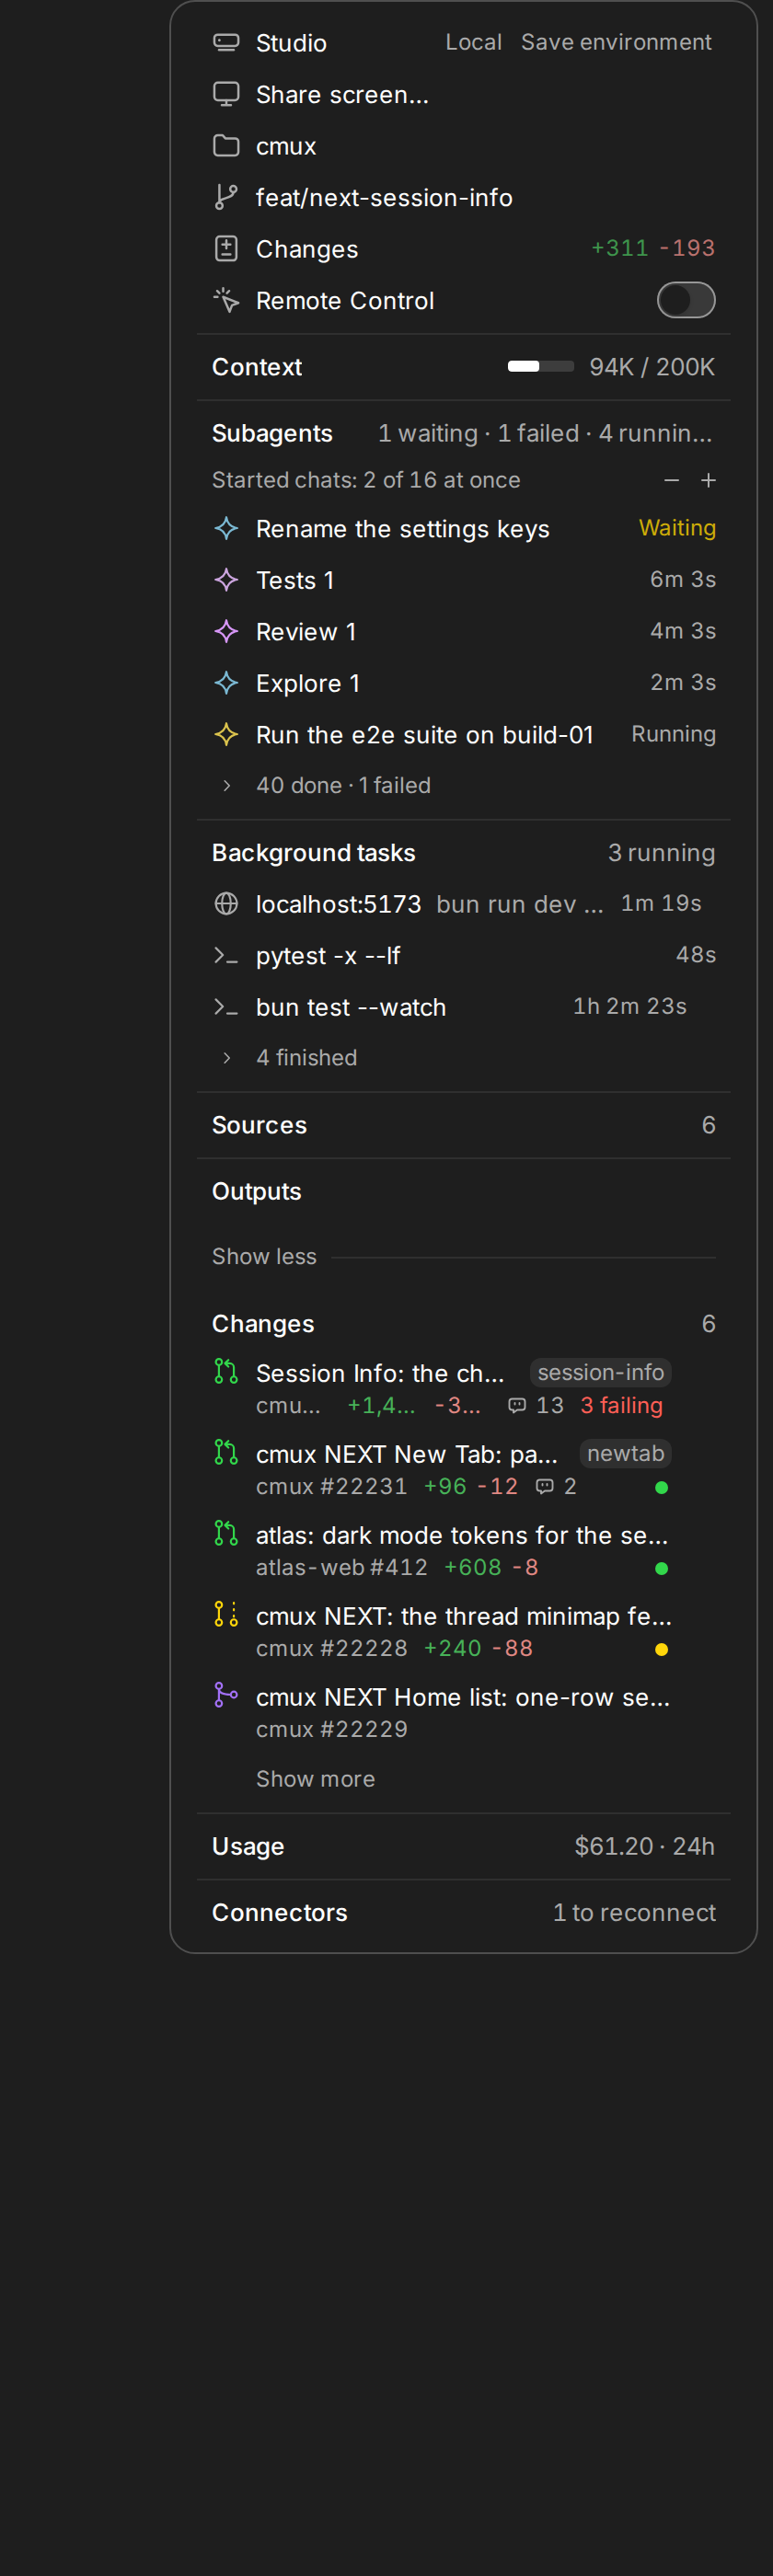 Studio Local Save environment
Share screen...
cmux
feat/next-session-info
Changes +311 -193
Remote Control
Context 94K / 200K
Subagents 1 waiting · 1 failed · 4 runnin...
Started chats: 2 of 16 at once − +
Rename the settings keys Waiting
Tests 1 6m 3s
Review 1 4m 3s
Explore 1 2m 3s
Run the e2e suite on build-01 Running
40 done · 1 failed
Background tasks 3 running
localhost:5173 bun run dev ... 1m 19s
pytest -x --lf 48s
bun test --watch 1h 2m 23s
4 finished
Sources 6
Outputs
Show less
Changes 6
Session Info: the ch... session-info
cmu... +1,4... -3... 13 3 failing
cmux NEXT New Tab: pa... newtab
cmux #22231 +96 -12 2
atlas: dark mode tokens for the se...
atlas-web #412 +608 -8
cmux NEXT: the thread minimap fe...
cmux #22228 +240 -88
cmux NEXT Home list: one-row se...
cmux #22229
Show more
Usage $61.20 · 24h
Connectors 1 to reconnect